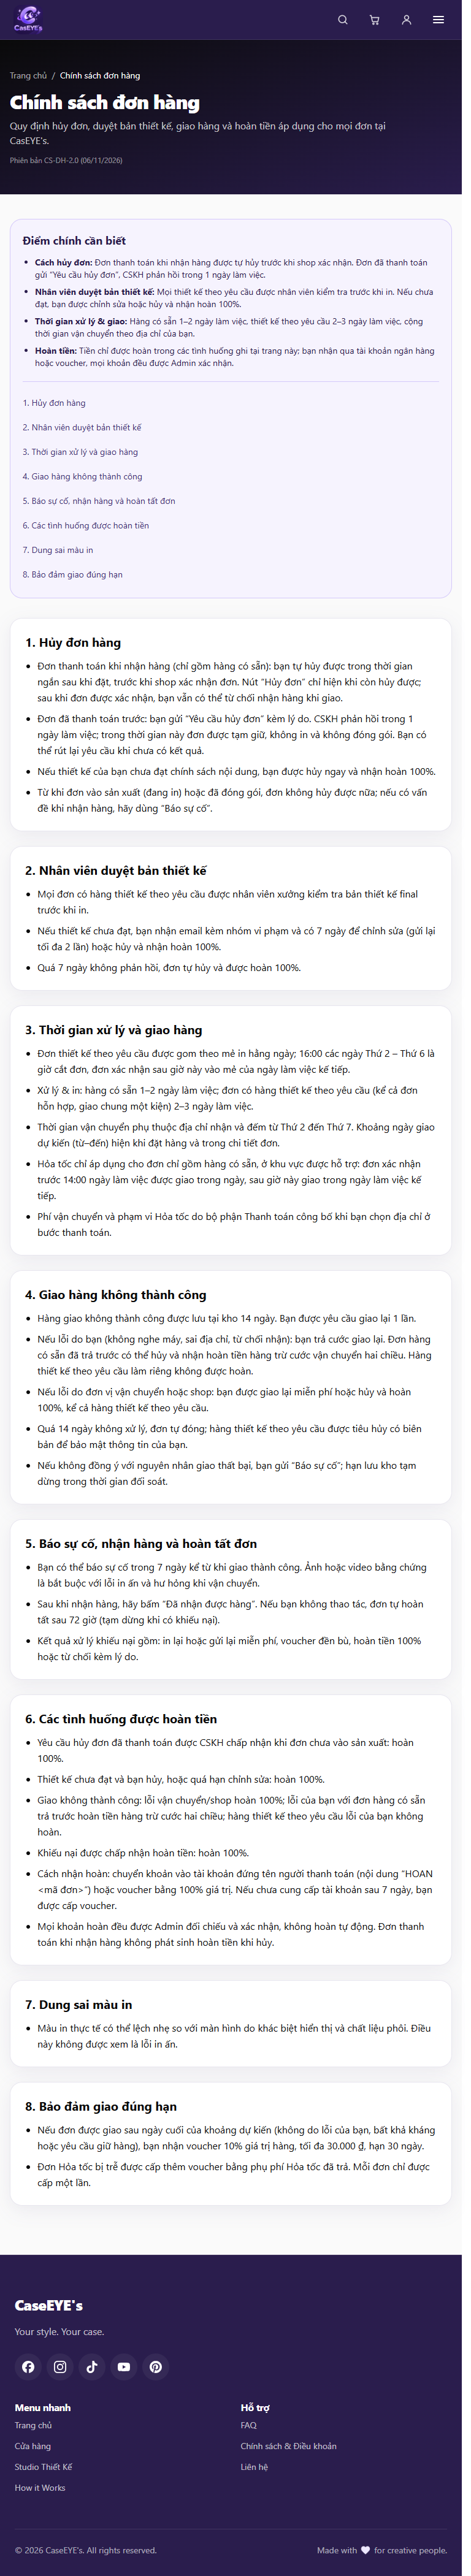 CasEYE's
Trang chủ / Chính sách đơn hàng
Chính sách đơn hàng
Quy định hủy đơn, duyệt bản thiết kế, giao hàng và hoàn tiền áp dụng cho mọi đơn tại
CasEYE's.
Phiên bản CS-DH-2.0 (06/11/2026)
Điểm chính cần biết
• Cách hủy đơn: Đơn thanh toán khi nhận hàng được tự hủy trước khi shop xác nhận. Đơn đã thanh toán
gửi “Yêu cầu hủy đơn”, CSKH phản hồi trong 1 ngày làm việc.
• Nhân viên duyệt bản thiết kế: Mọi thiết kế theo yêu cầu được nhân viên kiểm tra trước khi in. Nếu chưa
đạt, bạn được chỉnh sửa hoặc hủy và nhận hoàn 100%.
• Thời gian xử lý & giao: Hàng có sẵn 1–2 ngày làm việc, thiết kế theo yêu cầu 2–3 ngày làm việc, cộng
thời gian vận chuyển theo địa chỉ của bạn.
• Hoàn tiền: Tiền chỉ được hoàn trong các tình huống ghi tại trang này; bạn nhận qua tài khoản ngân hàng
hoặc voucher, mọi khoản đều được Admin xác nhận.
1. Hủy đơn hàng
2. Nhân viên duyệt bản thiết kế
3. Thời gian xử lý và giao hàng
4. Giao hàng không thành công
5. Báo sự cố, nhận hàng và hoàn tất đơn
6. Các tình huống được hoàn tiền
7. Dung sai màu in
8. Bảo đảm giao đúng hạn
1. Hủy đơn hàng
• Đơn thanh toán khi nhận hàng (chỉ gồm hàng có sẵn): bạn tự hủy được trong thời gian
ngắn sau khi đặt, trước khi shop xác nhận đơn. Nút “Hủy đơn” chỉ hiện khi còn hủy được;
sau khi đơn được xác nhận, bạn vẫn có thể từ chối nhận hàng khi giao.
• Đơn đã thanh toán trước: bạn gửi “Yêu cầu hủy đơn” kèm lý do. CSKH phản hồi trong 1
ngày làm việc; trong thời gian này đơn được tạm giữ, không in và không đóng gói. Bạn có
thể rút lại yêu cầu khi chưa có kết quả.
• Nếu thiết kế của bạn chưa đạt chính sách nội dung, bạn được hủy ngay và nhận hoàn 100%.
• Từ khi đơn vào sản xuất (đang in) hoặc đã đóng gói, đơn không hủy được nữa; nếu có vấn
đề khi nhận hàng, hãy dùng “Báo sự cố”.
2. Nhân viên duyệt bản thiết kế
• Mọi đơn có hàng thiết kế theo yêu cầu được nhân viên xưởng kiểm tra bản thiết kế final
trước khi in.
• Nếu thiết kế chưa đạt, bạn nhận email kèm nhóm vi phạm và có 7 ngày để chỉnh sửa (gửi lại
tối đa 2 lần) hoặc hủy và nhận hoàn 100%.
• Quá 7 ngày không phản hồi, đơn tự hủy và được hoàn 100%.
3. Thời gian xử lý và giao hàng
• Đơn thiết kế theo yêu cầu được gom theo mẻ in hằng ngày; 16:00 các ngày Thứ 2 – Thứ 6 là
giờ cắt đơn, đơn xác nhận sau giờ này vào mẻ của ngày làm việc kế tiếp.
• Xử lý & in: hàng có sẵn 1–2 ngày làm việc; đơn có hàng thiết kế theo yêu cầu (kể cả đơn
hỗn hợp, giao chung một kiện) 2–3 ngày làm việc.
• Thời gian vận chuyển phụ thuộc địa chỉ nhận và đếm từ Thứ 2 đến Thứ 7. Khoảng ngày giao
dự kiến (từ–đến) hiện khi đặt hàng và trong chi tiết đơn.
• Hỏa tốc chỉ áp dụng cho đơn chỉ gồm hàng có sẵn, ở khu vực được hỗ trợ: đơn xác nhận
trước 14:00 ngày làm việc được giao trong ngày, sau giờ này giao trong ngày làm việc kế
tiếp.
• Phí vận chuyển và phạm vi Hỏa tốc do bộ phận Thanh toán công bố khi bạn chọn địa chỉ ở
bước thanh toán.
4. Giao hàng không thành công
• Hàng giao không thành công được lưu tại kho 14 ngày. Bạn được yêu cầu giao lại 1 lần.
• Nếu lỗi do bạn (không nghe máy, sai địa chỉ, từ chối nhận): bạn trả cước giao lại. Đơn hàng
có sẵn đã trả trước có thể hủy và nhận hoàn tiền hàng trừ cước vận chuyển hai chiều. Hàng
thiết kế theo yêu cầu làm riêng không được hoàn.
• Nếu lỗi do đơn vị vận chuyển hoặc shop: bạn được giao lại miễn phí hoặc hủy và hoàn
100%, kể cả hàng thiết kế theo yêu cầu.
• Quá 14 ngày không xử lý, đơn tự đóng; hàng thiết kế theo yêu cầu được tiêu hủy có biên
bản để bảo mật thông tin của bạn.
• Nếu không đồng ý với nguyên nhân giao thất bại, bạn gửi “Báo sự cố”; hạn lưu kho tạm
dừng trong thời gian đối soát.
5. Báo sự cố, nhận hàng và hoàn tất đơn
• Bạn có thể báo sự cố trong 7 ngày kể từ khi giao thành công. Ảnh hoặc video bằng chứng
là bắt buộc với lỗi in ấn và hư hỏng khi vận chuyển.
• Sau khi nhận hàng, hãy bấm “Đã nhận được hàng”. Nếu bạn không thao tác, đơn tự hoàn
tất sau 72 giờ (tạm dừng khi có khiếu nại).
• Kết quả xử lý khiếu nại gồm: in lại hoặc gửi lại miễn phí, voucher đền bù, hoàn tiền 100%
hoặc từ chối kèm lý do.
6. Các tình huống được hoàn tiền
• Yêu cầu hủy đơn đã thanh toán được CSKH chấp nhận khi đơn chưa vào sản xuất: hoàn
100%.
• Thiết kế chưa đạt và bạn hủy, hoặc quá hạn chỉnh sửa: hoàn 100%.
• Giao không thành công: lỗi vận chuyển/shop hoàn 100%; lỗi của bạn với đơn hàng có sẵn
trả trước hoàn tiền hàng trừ cước hai chiều; hàng thiết kế theo yêu cầu lỗi của bạn không
hoàn.
• Khiếu nại được chấp nhận hoàn tiền: hoàn 100%.
• Cách nhận hoàn: chuyển khoản vào tài khoản đứng tên người thanh toán (nội dung “HOAN
&lt;mã đơn&gt;”) hoặc voucher bằng 100% giá trị. Nếu chưa cung cấp tài khoản sau 7 ngày, bạn
được cấp voucher.
• Mọi khoản hoàn đều được Admin đối chiếu và xác nhận, không hoàn tự động. Đơn thanh
toán khi nhận hàng không phát sinh hoàn tiền khi hủy.
7. Dung sai màu in
• Màu in thực tế có thể lệch nhẹ so với màn hình do khác biệt hiển thị và chất liệu phôi. Điều
này không được xem là lỗi in ấn.
8. Bảo đảm giao đúng hạn
• Nếu đơn được giao sau ngày cuối của khoảng dự kiến (không do lỗi của bạn, bất khả kháng
hoặc yêu cầu giữ hàng), bạn nhận voucher 10% giá trị hàng, tối đa 30.000 ₫, hạn 30 ngày.
• Đơn Hỏa tốc bị trễ được cấp thêm voucher bằng phụ phí Hỏa tốc đã trả. Mỗi đơn chỉ được
cấp một lần.
CaseEYE's
Your style. Your case.
Menu nhanh
Trang chủ
Cửa hàng
Studio Thiết Kế
How it Works
Hỗ trợ
FAQ
Chính sách & Điều khoản
Liên hệ
© 2026 CaseEYE's. All rights reserved.
Made with for creative people.